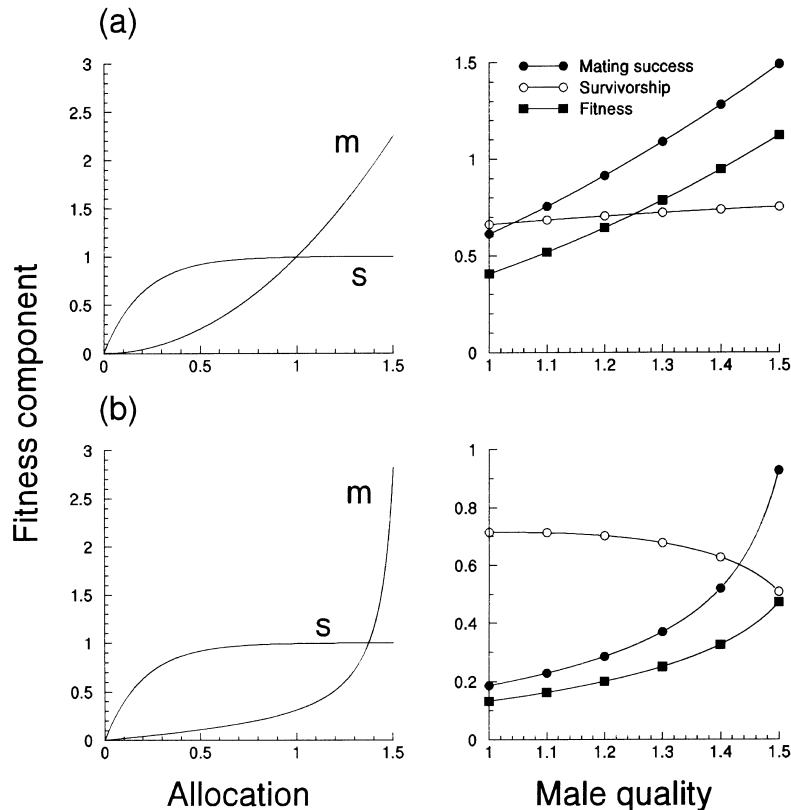 (a)
3
2.5
2
1.5
1
0.5
0
m
s
0 0.5 1 1.5
1.5
1
0.5
0
Mating success
Survivorship
Fitness
1 1.1 1.2 1.3 1.4 1.5
Fitness component
(b)
3
2.5
2
1.5
1
0.5
0
m
s
0 0.5 1 1.5
Allocation
1
0.8
0.6
0.4
0.2
0
1 1.1 1.2 1.3 1.4 1.5
Male quality